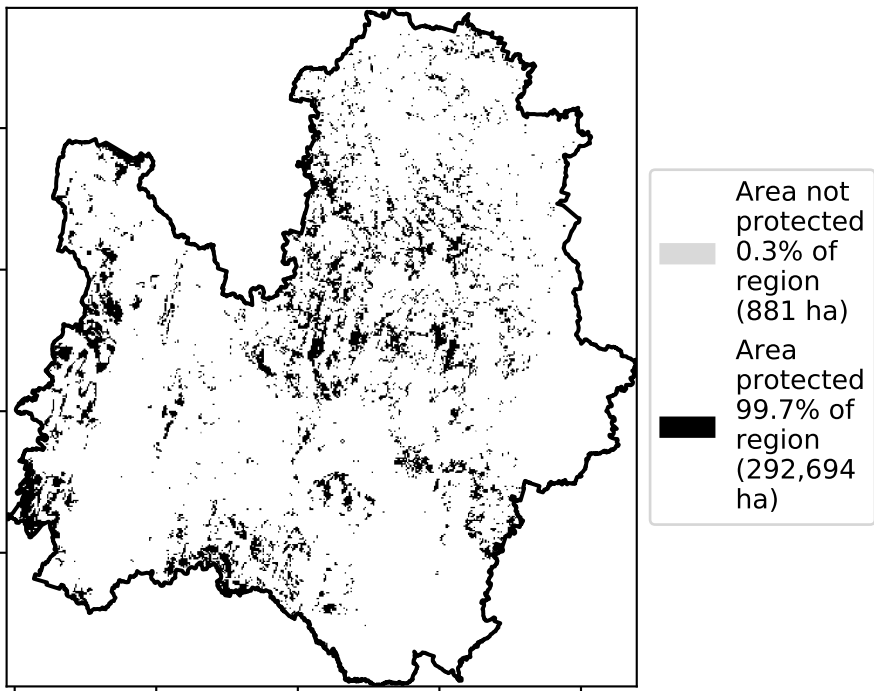 Area not
protected
0.3% of
region
(881 ha)
Area
protected
99.7% of
region
(292,694
ha)